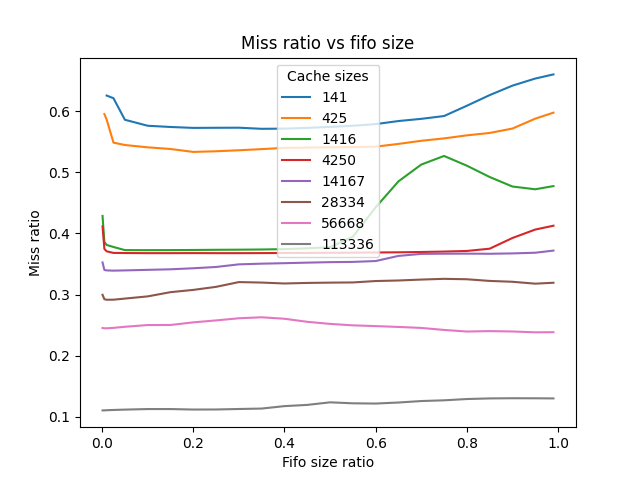 Miss ratio vs fifo size
Cache sizes
141
425
1416
4250
14167
28334
56668
113336
Miss ratio
0.6
0.5
0.4
0.3
0.2
0.1
0.0 0.2 0.4 0.6 0.8 1.0
Fifo size ratio